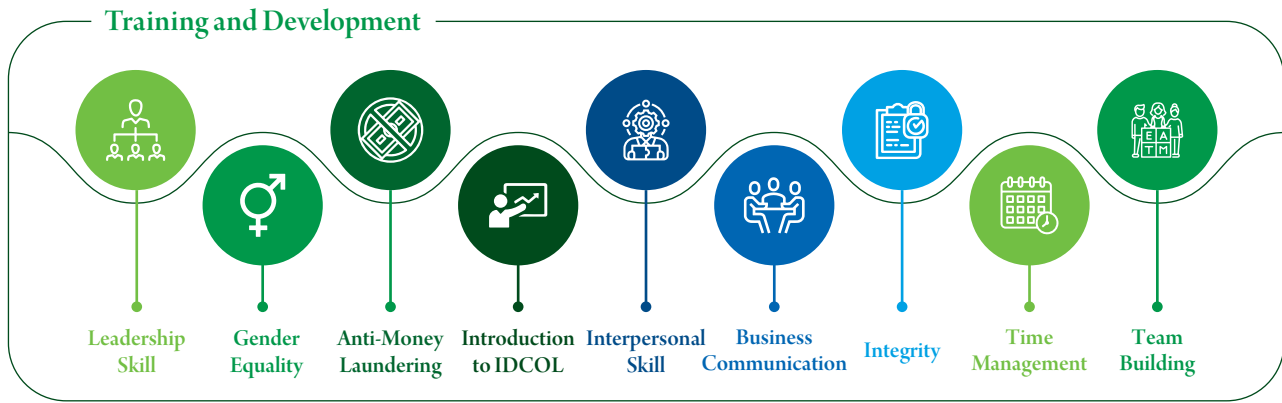 Training and Development
E A
T M
Leadership
Skill
Gender
Equality
Anti-Money
Laundering
Introduction
to IDCOL
Interpersonal
Skill
Business
Communication
Integrity
Time
Management
Team
Building